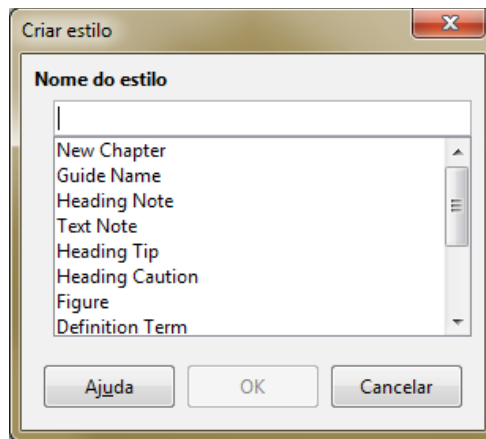 Criar estilo
Nome do estilo
New Chapter
Guide Name
Heading Note
Text Note
Heading Tip
Heading Caution
Figure
Definition Term
Ajuda OK Cancelar